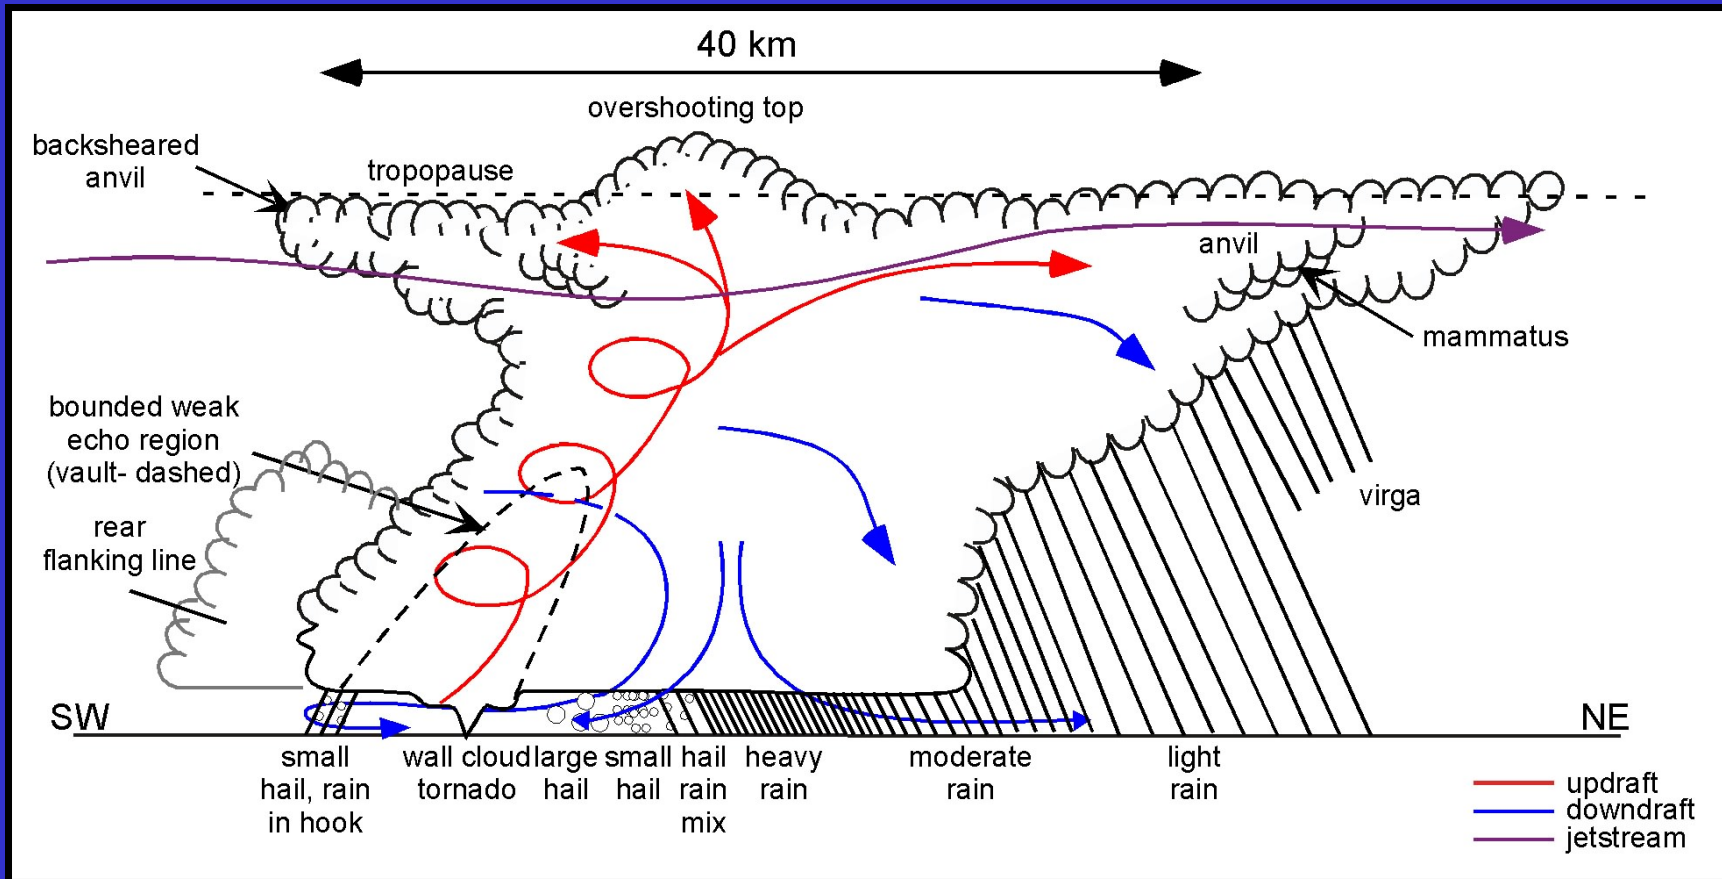 40 km
overshooting top
backsheared
anvil
tropopause
anvil
mammatus
bounded weak
echo region
(vault- dashed)
rear
flanking line
virga
SW
NE
small
hail, rain
in hook
wall cloud
tornado
large
hail
small
hail
hail
rain
mix
heavy
rain
moderate
rain
light
rain
updraft
downdraft
jetstream